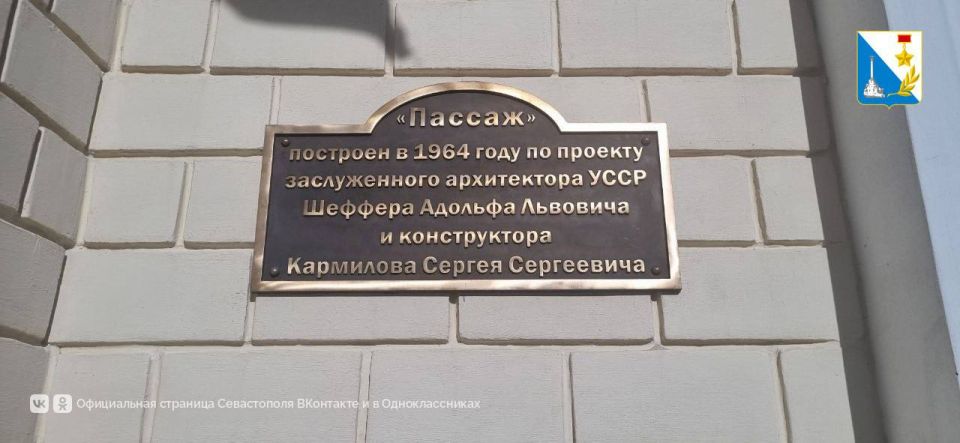 «Пассаж»
построен в 1964 году по проекту
заслуженного архитектора УССР
Шеффера Адольфа Львовича
и конструктора
Кармилова Сергея Сергеевича
Официальная страница Севастополя ВКонтакте и в Одноклассниках